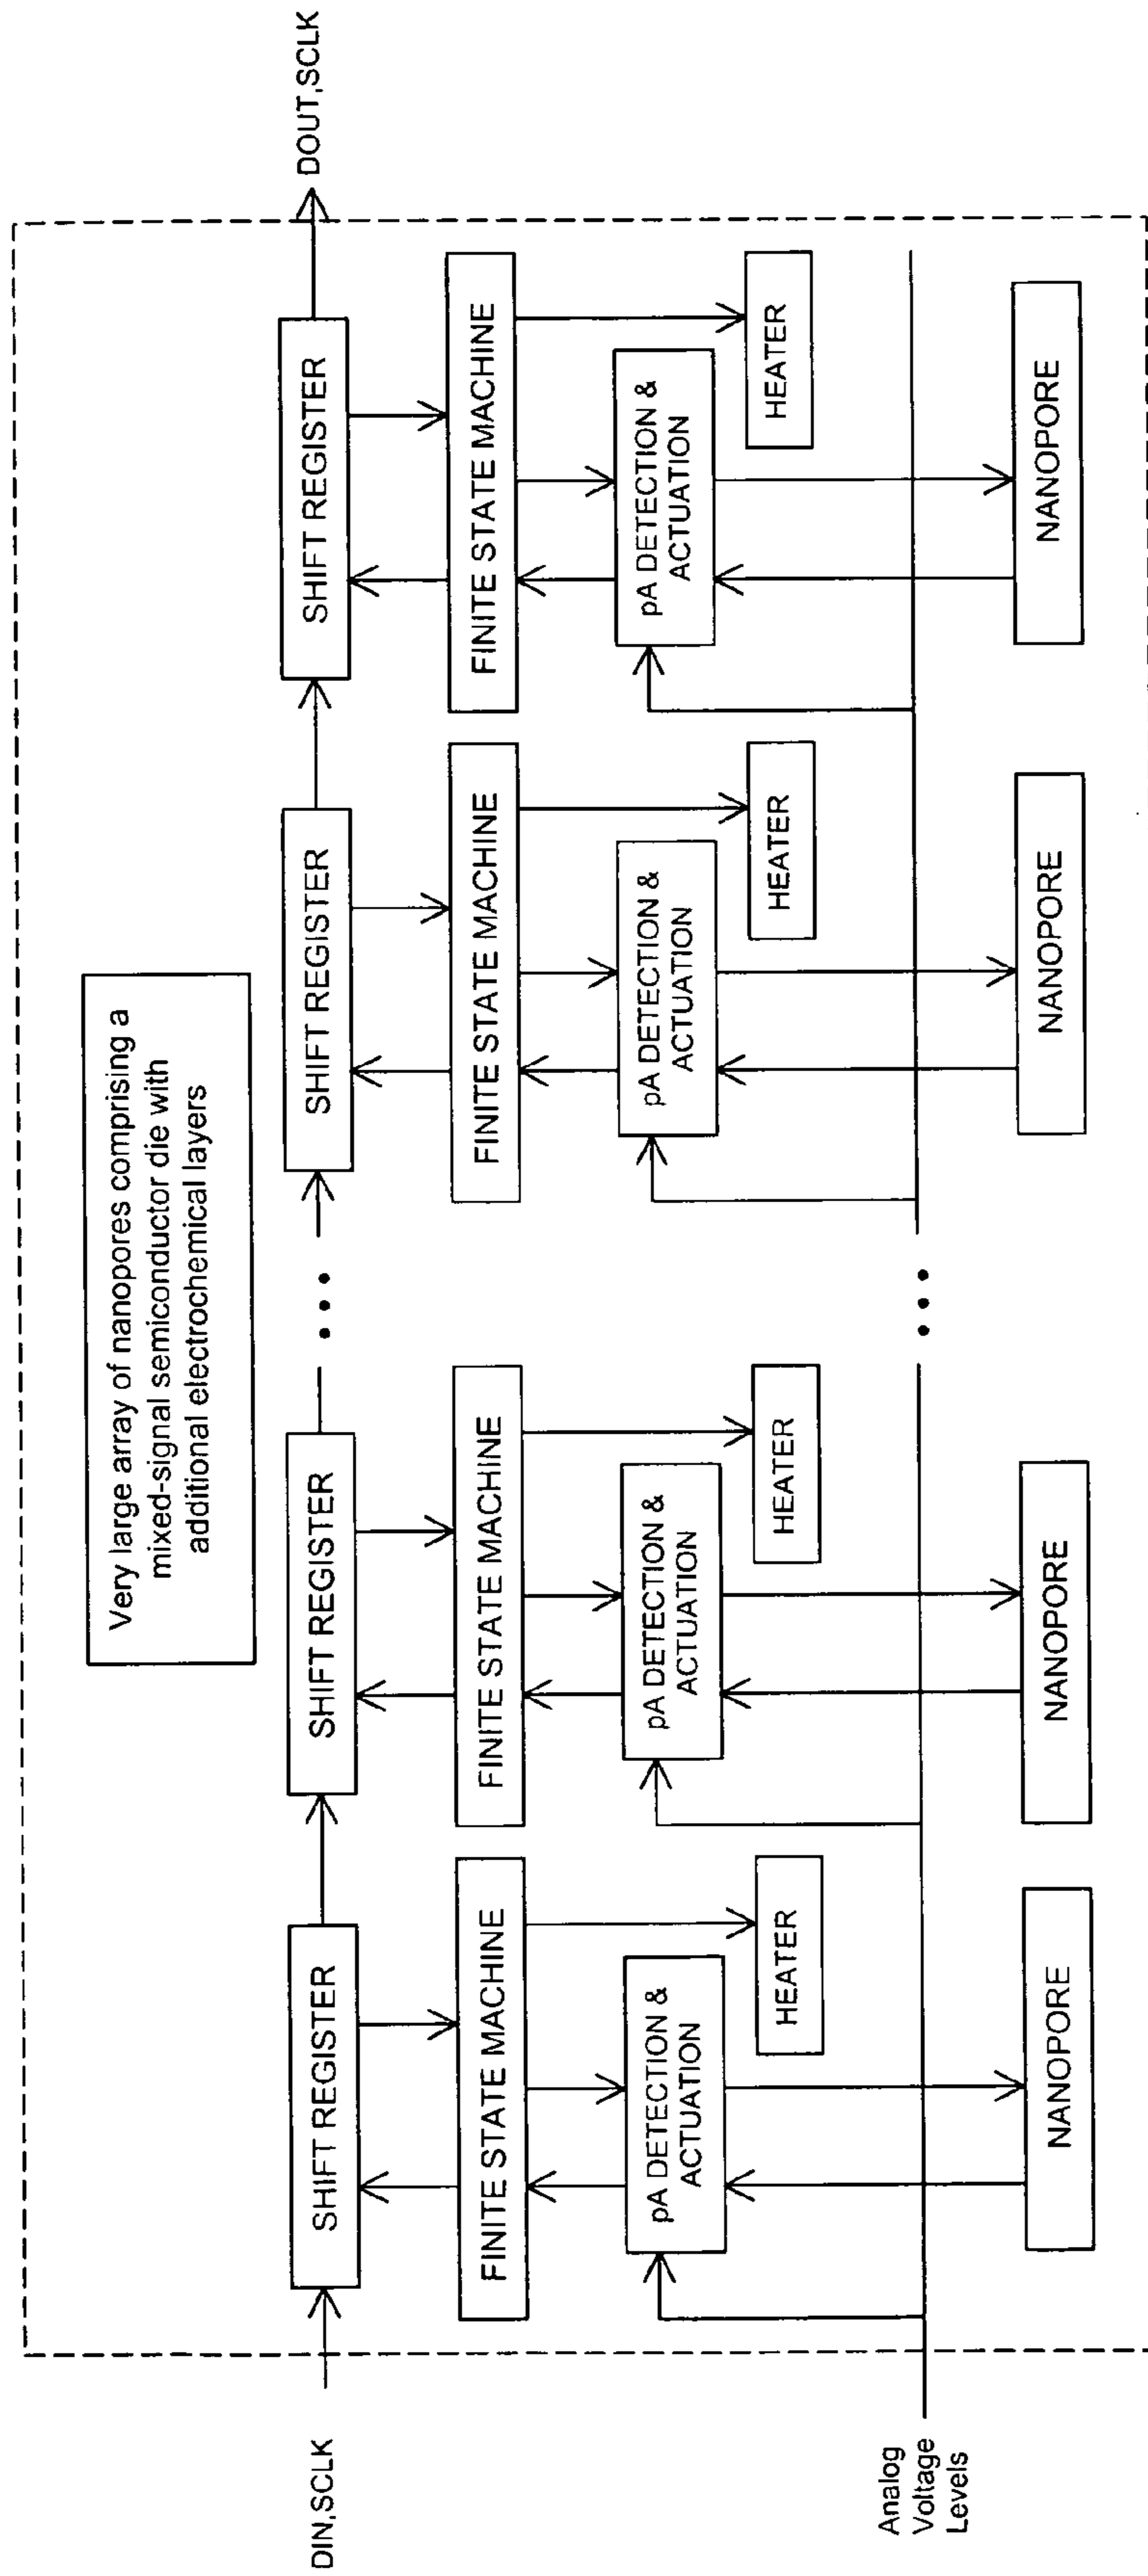 Very large array of nanopores comprising a
mixed-signal semiconductor die with
additional electrochemical layers
DIN,SCLK
SHIFT REGISTER
SHIFT REGISTER
SHIFT REGISTER
SHIFT REGISTER
DOUT,SCLK
FINITE STATE MACHINE
FINITE STATE MACHINE
FINITE STATE MACHINE
FINITE STATE MACHINE
pA DETECTION &
ACTUATION
pA DETECTION &
ACTUATION
pA DETECTION &
ACTUATION
pA DETECTION &
ACTUATION
HEATER
HEATER
HEATER
HEATER
Analog
Voltage
Levels
NANOPORE
NANOPORE
NANOPORE
NANOPORE